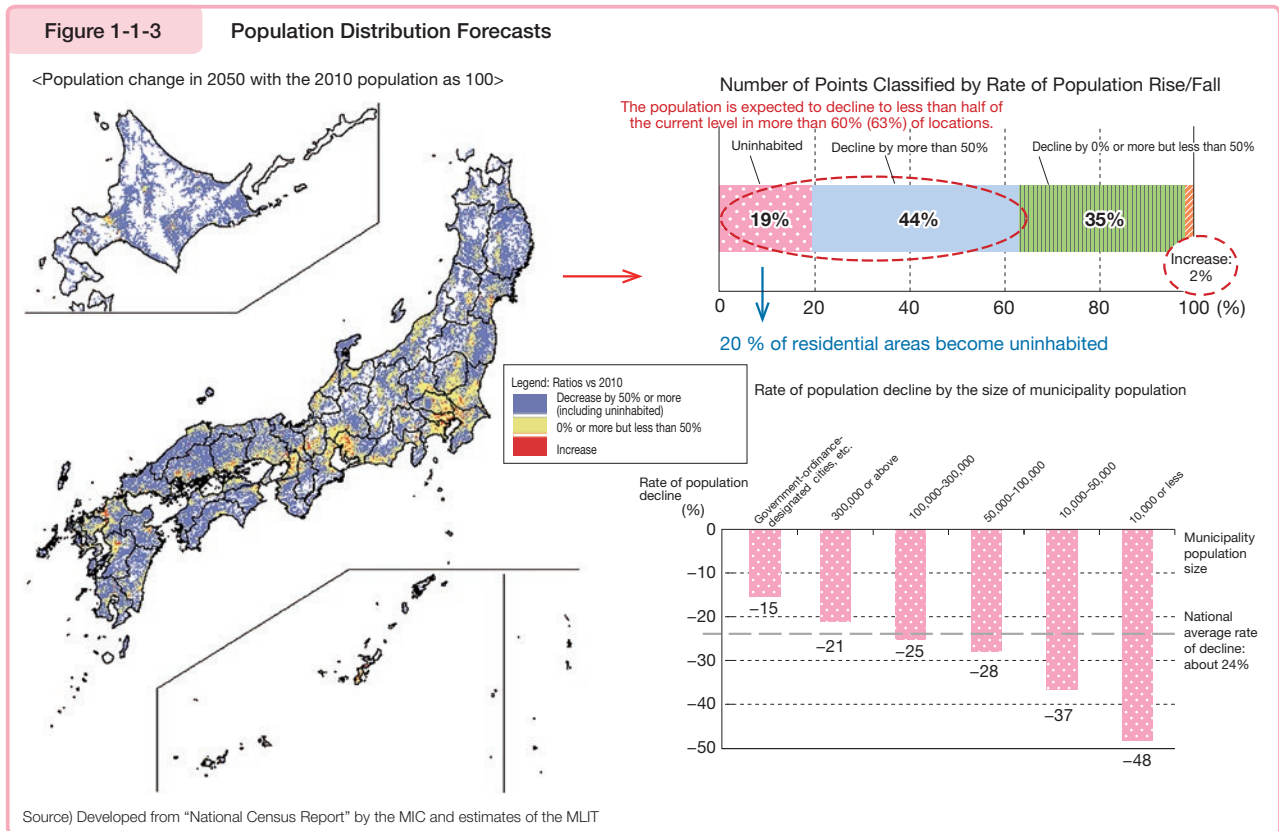 Figure 1-1-3
Population Distribution Forecasts
<Population change in 2050 with the 2010 population as 100>
Legend: Ratios vs 2010
Decrease by 50% or more
(including uninhabited)
0% or more but less than 50%
Increase
Number of Points Classified by Rate of Population Rise/Fall
The population is expected to decline to less than half of
the current level in more than 60% (63%) of locations.
Uninhabited
Decline by more than 50%
Decline by 0% or more but less than 50%
19%
44%
35%
Increase:
2%
0 20 40 60 80 100 (%)
20 % of residential areas become uninhabited
Rate of population decline by the size of municipality population
Rate of population
decline
(%)
Government-ordinance-
designated cities, etc.
300,000 or above
100,000–300,000
50,000–100,000
10,000–50,000
10,000 or less
0
−10
−20
−30
−40
−50
−15
−21
−25
−28
−37
−48
Municipality
population
size
National
average rate
of decline:
about 24%
Source) Developed from “National Census Report” by the MIC and estimates of the MLIT